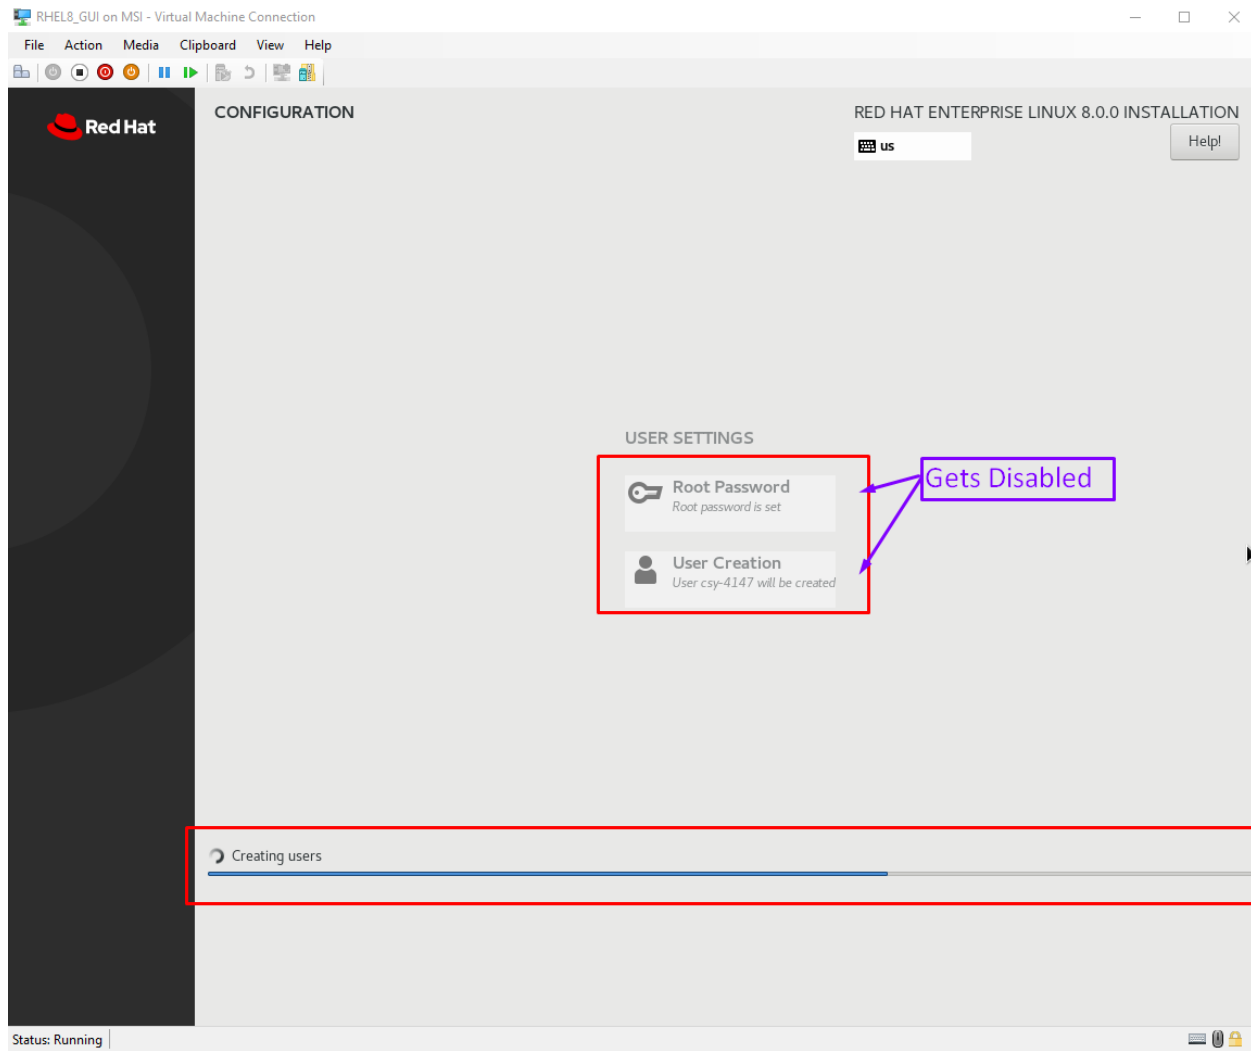 RHEL8_GUI on MSI - Virtual Machine Connection
File Action Media Clipboard View Help
Red Hat
CONFIGURATION
RED HAT ENTERPRISE LINUX 8.0.0 INSTALLATION
us
Help!
USER SETTINGS
Root Password
Root password is set
Gets Disabled
User Creation
User csy-4147 will be created
Creating users
Status: Running